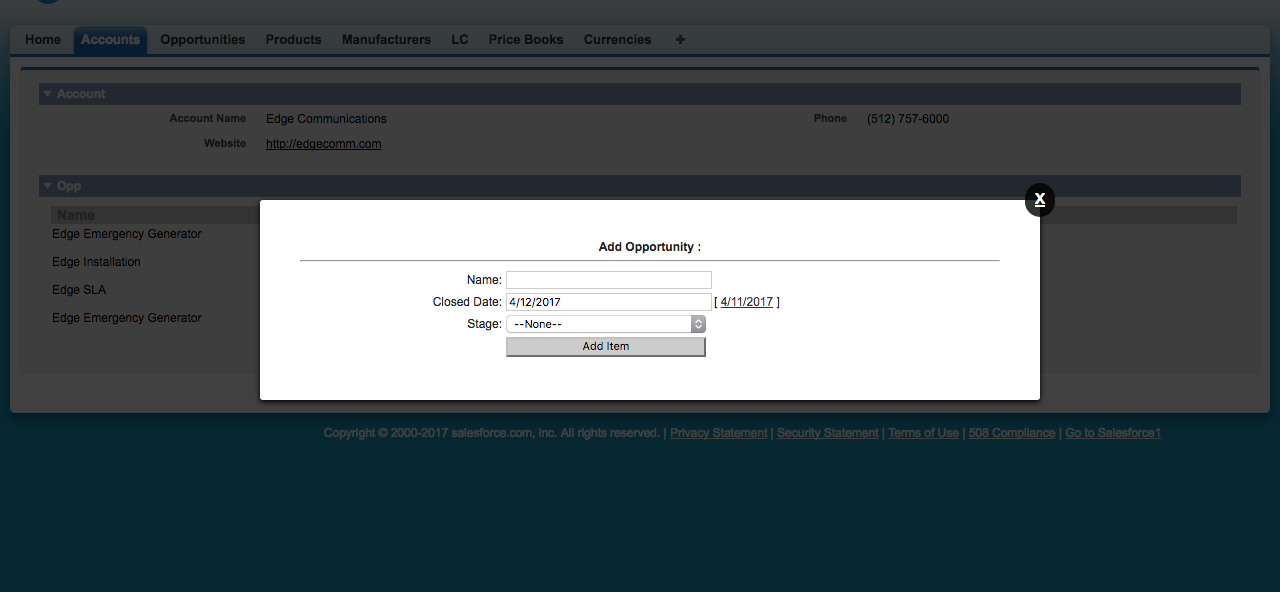 Home Accounts Opportunities Products Manufacturers LC Price Books Currencies +
Account
Account Name Edge Communications Phone (512) 757-6000
Website http://edgecomm.com
Opp
Name
Edge Emergency Generator
Edge Installation
Edge SLA
Edge Emergency Generator
X
Add Opportunity :
Name:
Closed Date: 4/12/2017 [ 4/11/2017 ]
Stage: --None--
Add Item
Copyright © 2000-2017 salesforce.com, inc. All rights reserved. | Privacy Statement | Security Statement | Terms of Use | 508 Compliance | Go to Salesforce1